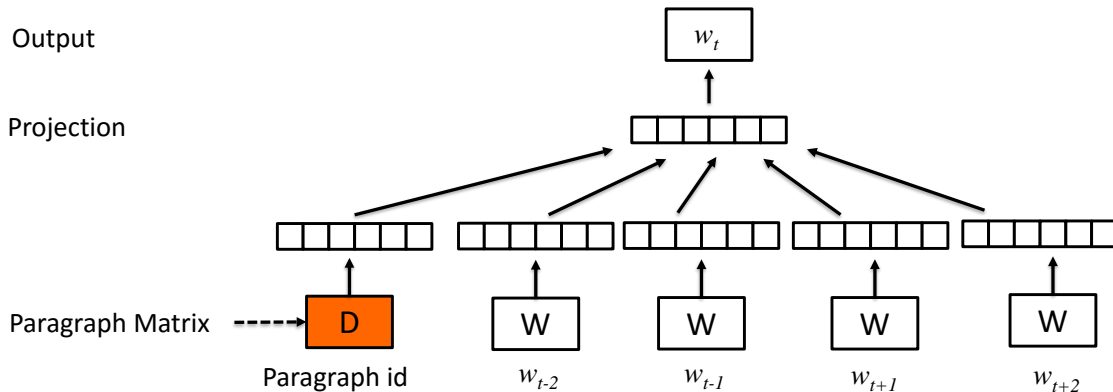 Output
w_t
Projection
Paragraph Matrix
D
W
W
W
W
Paragraph id
w_{t-2}
w_{t-1}
w_{t+1}
w_{t+2}